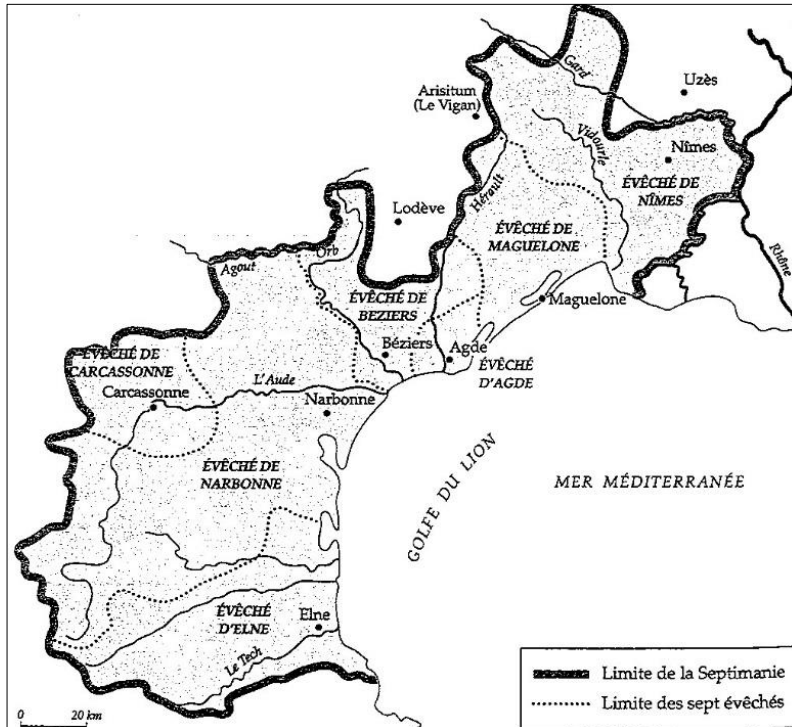 Gard
Uzès
Arisitum
(Le Vigan)
Vidourle
Nîmes
ÉVÊCHÉ DE
NÎMES
Hérault
Lodève
ÉVÊCHÉ DE
MAGUELONE
Rhône
Orb
Agout
ÉVÊCHÉ DE
BEZIERS
Maguelone
Béziers
Agde
ÉVÊCHÉ
D'AGDE
ÉVÊCHÉ DE
CARCASSONNE
Carcassonne
L'Aude
Narbonne
ÉVÊCHÉ DE
NARBONNE
GOLFE DU LION
MER MÉDITERRANÉE
ÉVÊCHÉ
D'ELNE
Elne
Le Tech
Limite de la Septimanie
Limite des sept évêchés
0 20 km